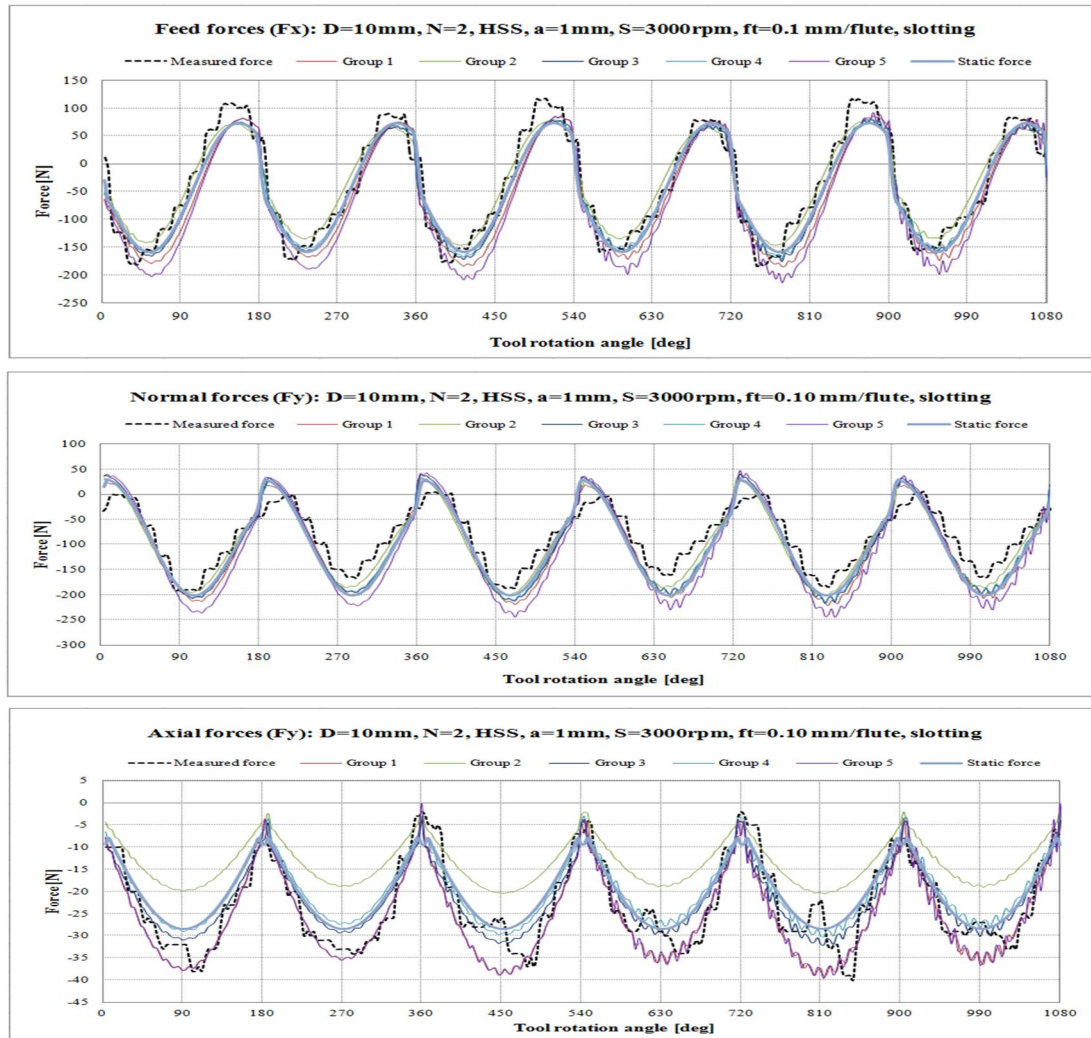 Feed forces (Fx): D=10mm, N=2, HSS, a=1mm, S=3000rpm, ft=0.1 mm/flute, slotting
Measured force Group 1 Group 2 Group 3 Group 4 Group 5 Static force
150
100
50
0
-50
-100
-150
-200
-250
Force[N]
0 90 180 270 360 450 540 630 720 810 900 990 1080
Tool rotation angle [deg]
Normal forces (Fy): D=10mm, N=2, HSS, a=1mm, S=3000rpm, ft=0.10 mm/flute, slotting
Measured force Group 1 Group 2 Group 3 Group 4 Group 5 Static force
100
50
0
-50
-100
-150
-200
-250
-300
Force[N]
0 90 180 270 360 450 540 630 720 810 900 990 1080
Tool rotation angle [deg]
Axial forces (Fy): D=10mm, N=2, HSS, a=1mm, S=3000rpm, ft=0.10 mm/flute, slotting
Measured force Group 1 Group 2 Group 3 Group 4 Group 5 Static force
5
0
-5
-10
-15
-20
-25
-30
-35
-40
-45
Force[N]
0 90 180 270 360 450 540 630 720 810 900 990 1080
Tool rotation angle [deg]